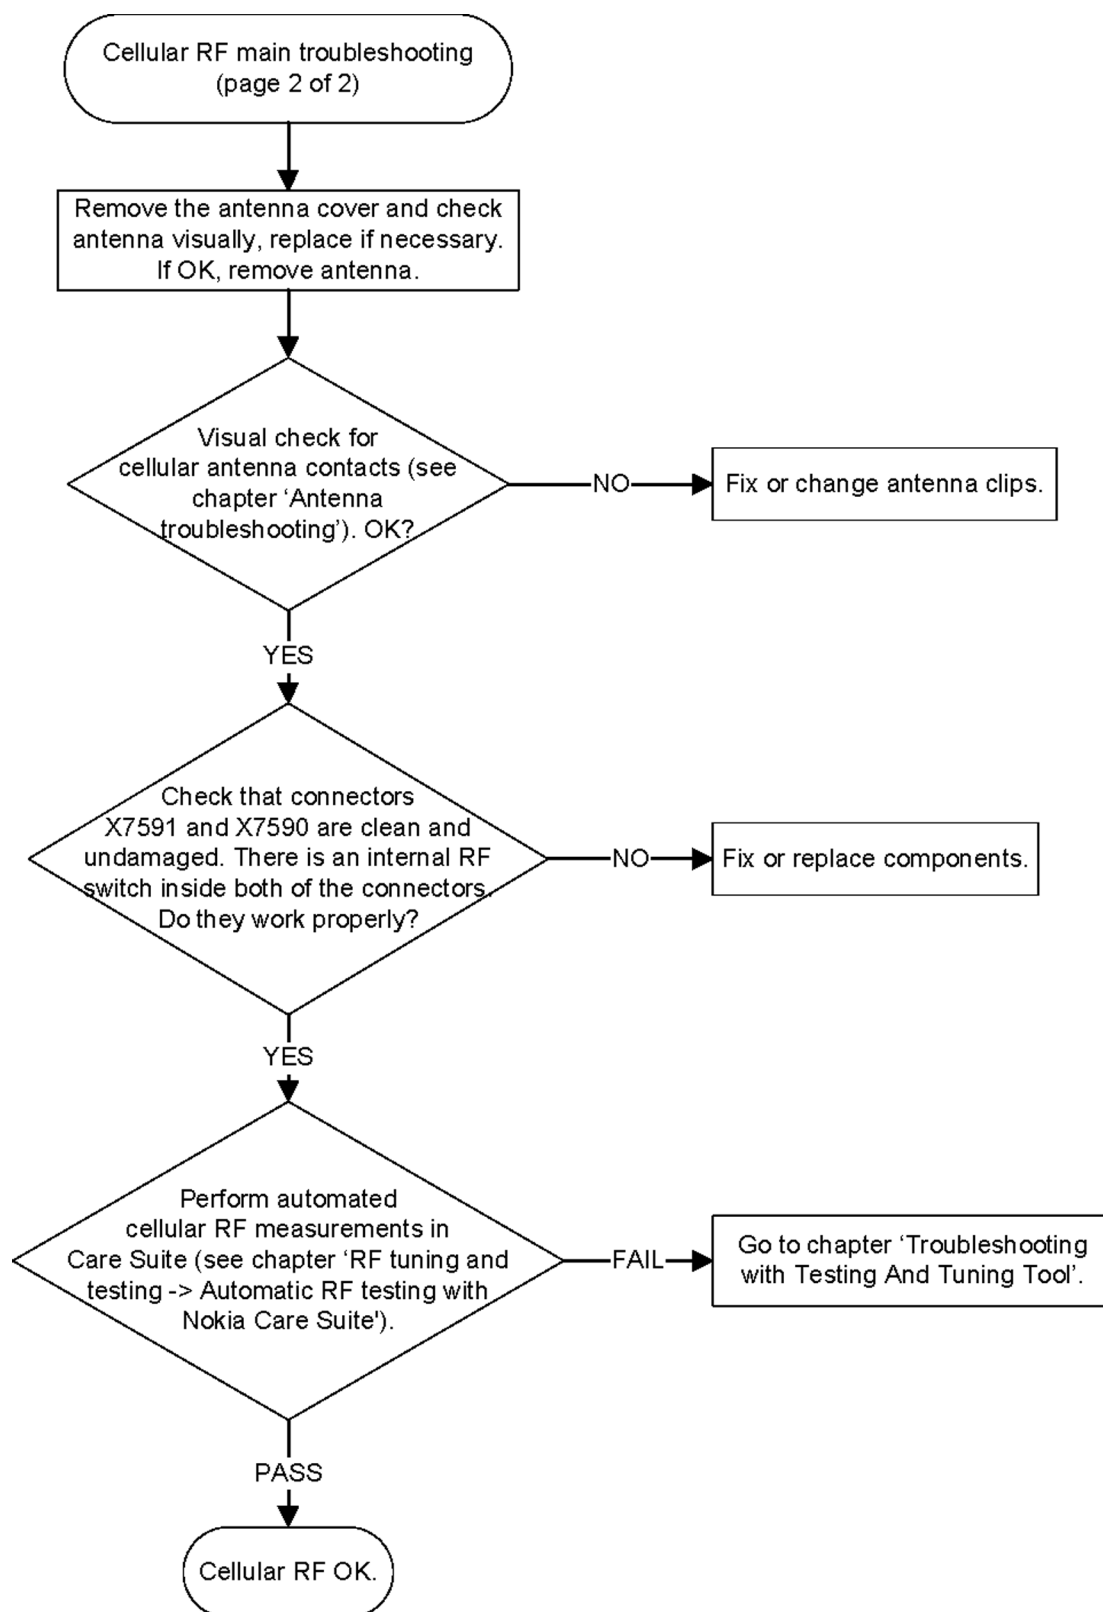 Cellular RF main troubleshooting
(page 2 of 2)
Remove the antenna cover and check
antenna visually, replace if necessary.
If OK, remove antenna.
Visual check for
cellular antenna contacts (see
chapter ‘Antenna
troubleshooting’). OK?
NO
Fix or change antenna clips.
YES
Check that connectors
X7591 and X7590 are clean and
undamaged. There is an internal RF
switch inside both of the connectors.
Do they work properly?
NO
Fix or replace components.
YES
Perform automated
cellular RF measurements in
Care Suite (see chapter ‘RF tuning and
testing -> Automatic RF testing with
Nokia Care Suite').
FAIL
Go to chapter ‘Troubleshooting
with Testing And Tuning Tool’.
PASS
Cellular RF OK.